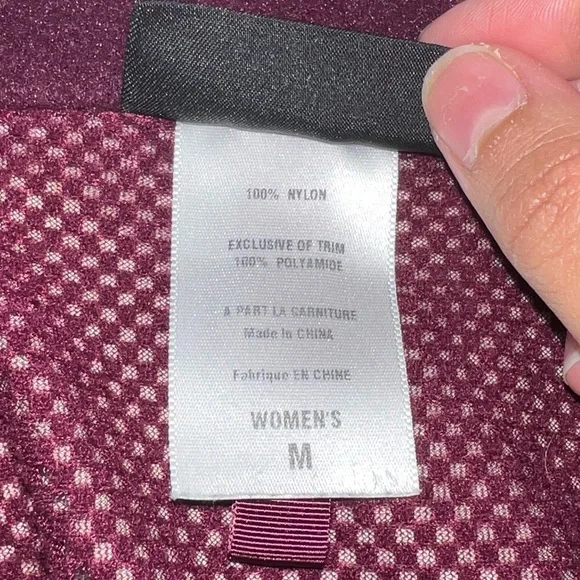 100% NYLON
EXCLUSIVE OF TRIM
100% POLYAMIDE
A PART LA GARNITURE
Made in CHINA
Fabrique EN CHINE
WOMEN'S
M